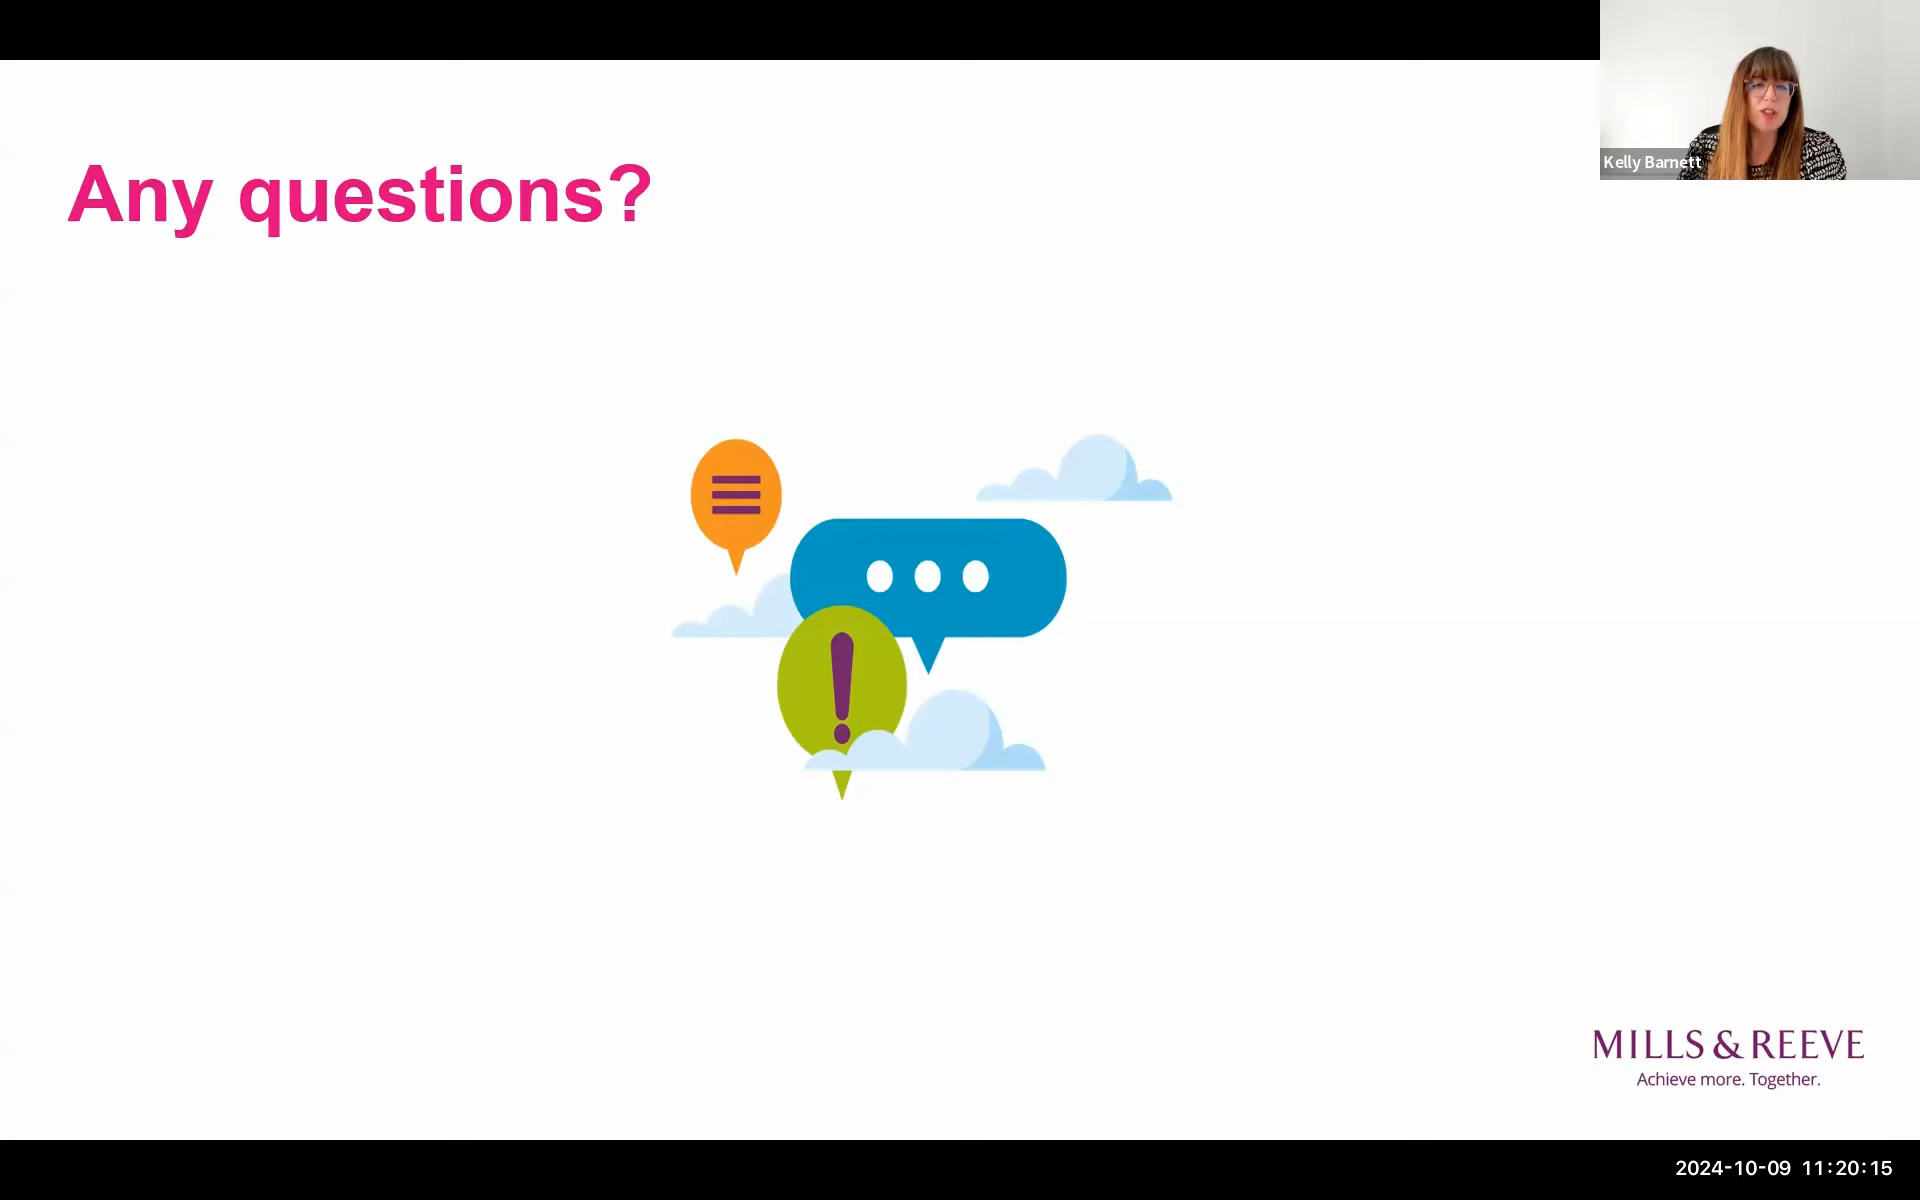 Any questions?
Kelly Barnett
MILLS & REEVE
Achieve more. Together.
2024-10-09 11:20:15